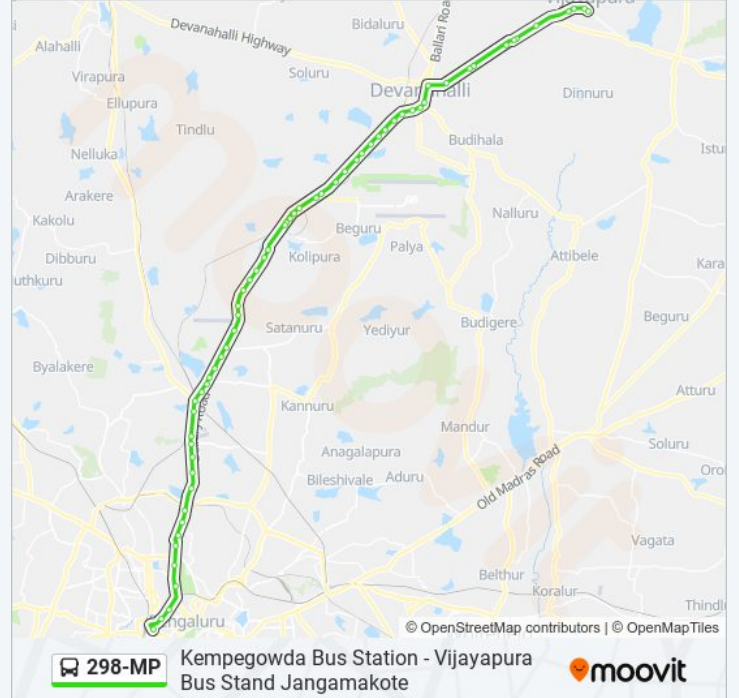 Vijayapura
Ballari Roa
Bidaluru
Devanahalli Highway
Alahalli
Soluru
Virapura
Devanahalli
Dinnuru
Ellupura
Tindlu
Budihala
Istu
Nelluka
Arakere
Nalluru
Kakolu
Beguru
Palya
Attibele
Dibburu
Kolipura
Kara
uthkuru
Beguru
Satanuru
Yediyur
Budigere
Byalakere
Atturu
Kannuru
Mandur
Soluru
Anagalapura
Oro
Bileshivale
Aduru
Old Madras Road
Vagata
Belthur
Koralur
Thindl
engaluru
© OpenStreetMap contributors | © OpenMapTiles
298-MP
Kempegowda Bus Station - Vijayapura
Bus Stand Jangamakote
moovit